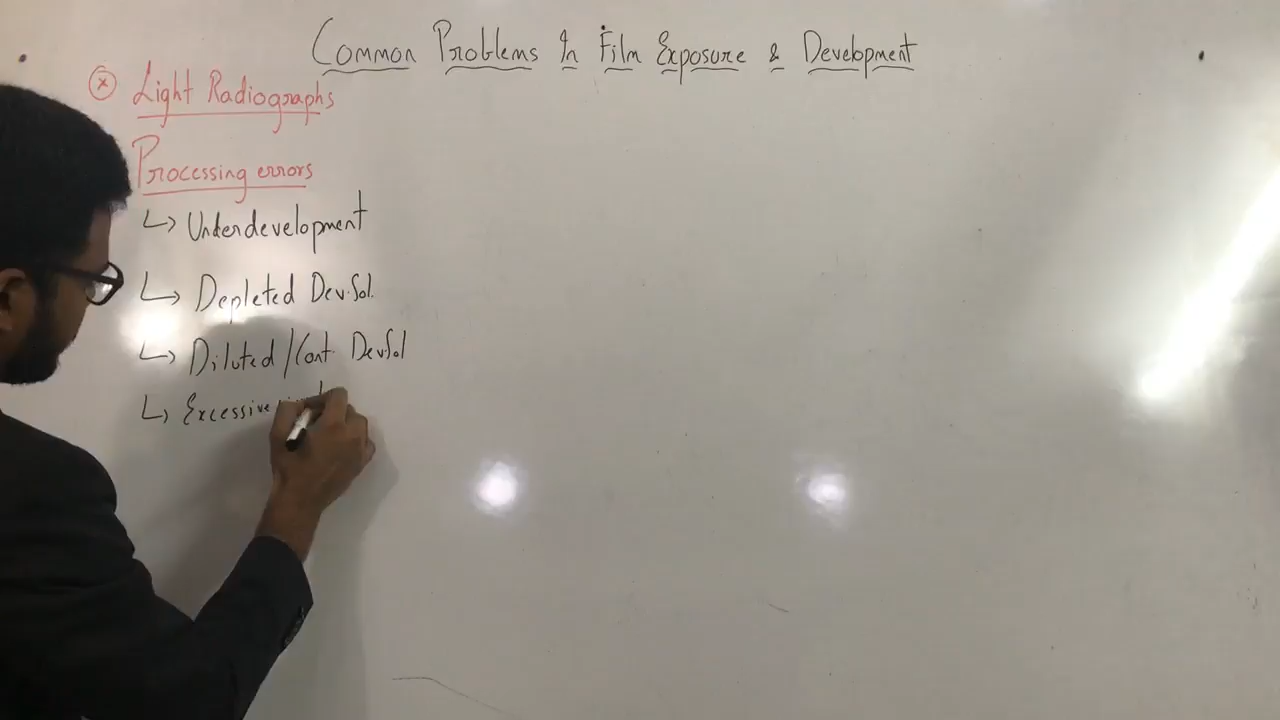 Common Problems In Film Exposure & Development
Light Radiographs
Processing errors
↳ Underdevelopment
↳ Depleted Dev. Sol.
↳ Diluted / Cont. Dev Sol
↳ Excessive